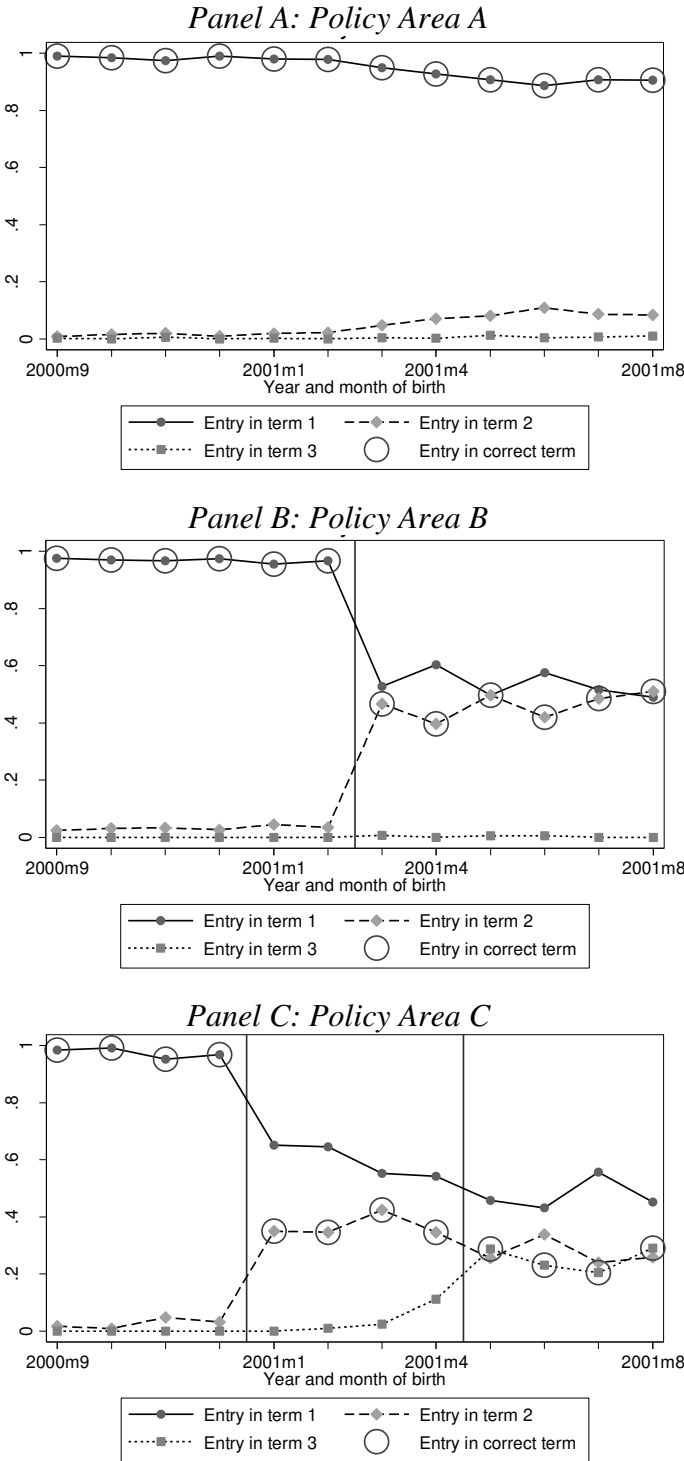 Panel A: Policy Area A
1
.8
.6
.4
.2
0
2000m9 2001m1 2001m4 2001m8
Year and month of birth
Entry in term 1 Entry in term 2
Entry in term 3 Entry in correct term
Panel B: Policy Area B
1
.8
.6
.4
.2
0
2000m9 2001m1 2001m4 2001m8
Year and month of birth
Entry in term 1 Entry in term 2
Entry in term 3 Entry in correct term
Panel C: Policy Area C
1
.8
.6
.4
.2
0
2000m9 2001m1 2001m4 2001m8
Year and month of birth
Entry in term 1 Entry in term 2
Entry in term 3 Entry in correct term